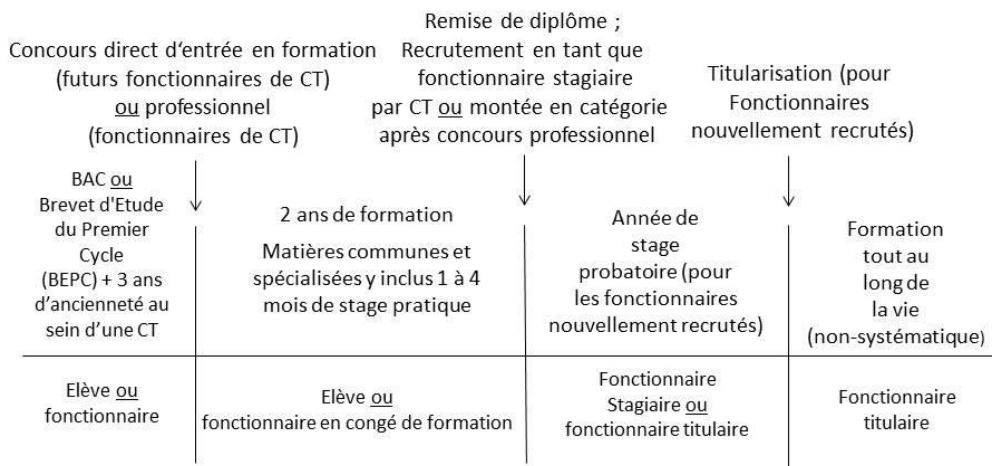 Concours direct d‘entrée en formation
(futurs fonctionnaires de CT)
ou professionnel
(fonctionnaires de CT)
Remise de diplôme ;
Recrutement en tant que
fonctionnaire stagiaire
par CT ou montée en catégorie
après concours professionnel
Titularisation (pour
Fonctionnaires
nouvellement recrutés)
BAC ou
Brevet d'Etude
du Premier
Cycle
(BEPC) + 3 ans
d’ancienneté au
sein d’une CT
2 ans de formation
Matières communes et
spécialisées y inclus 1 à 4
mois de stage pratique
Année de
stage
probatoire (pour
les fonctionnaires
nouvellement recrutés)
Formation
tout au
long de
la vie
(non-systématique)
Elève ou
fonctionnaire
Elève ou
fonctionnaire en congé de formation
Fonctionnaire
Stagiaire ou
fonctionnaire titulaire
Fonctionnaire
titulaire